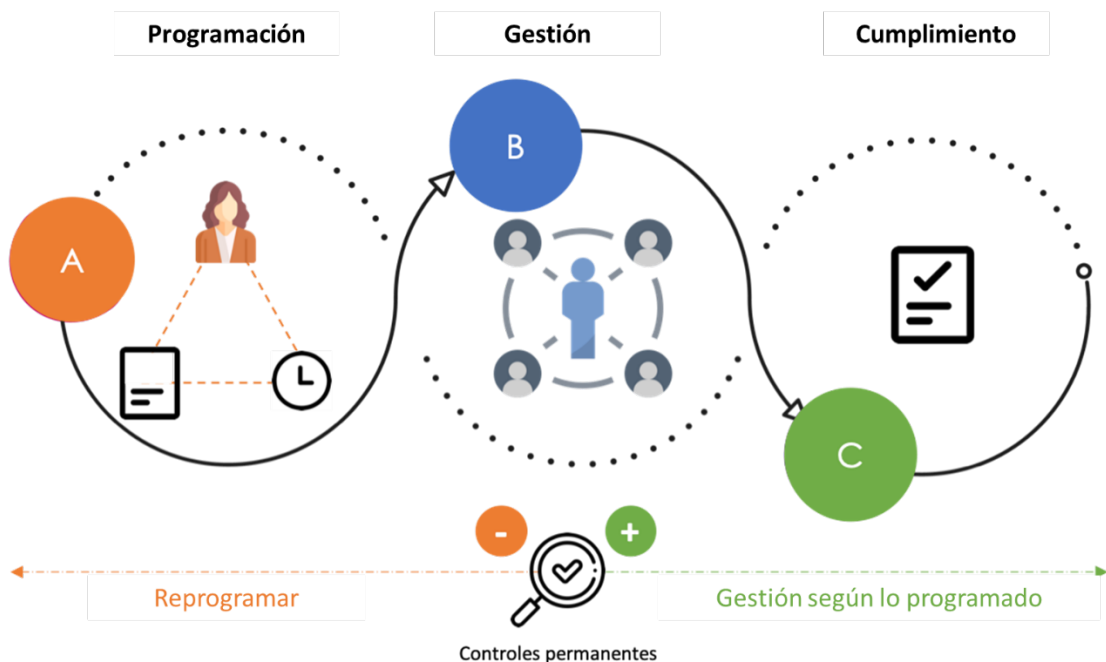 Programación
Gestión
Cumplimiento
A
B
C
-
+
Reprogramar
Gestión según lo programado
Controles permanentes